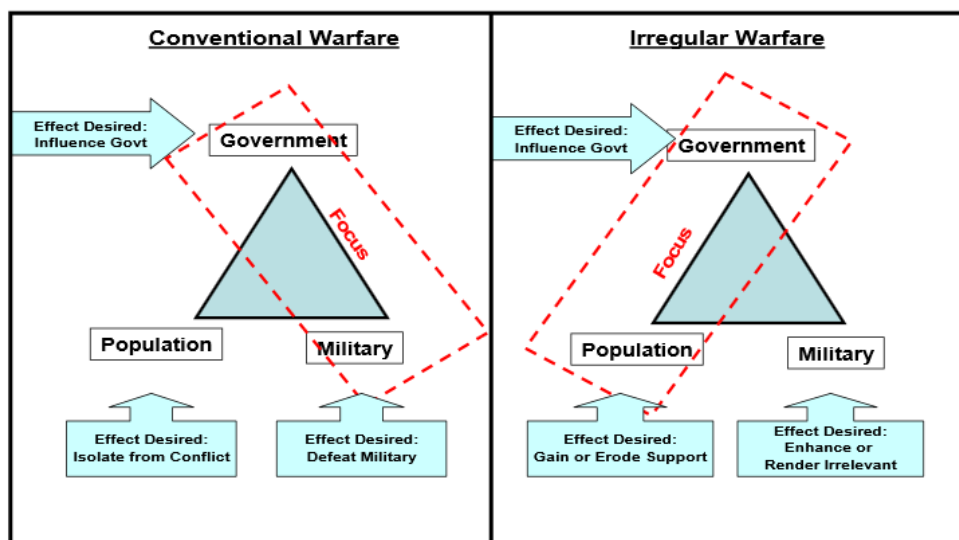 Conventional Warfare
Effect Desired:
Influence Govt
Government
Focus
Population
Military
Effect Desired:
Isolate from Conflict
Effect Desired:
Defeat Military
Irregular Warfare
Effect Desired:
Influence Govt
Government
Focus
Population
Military
Effect Desired:
Gain or Erode Support
Effect Desired:
Enhance or
Render Irrelevant